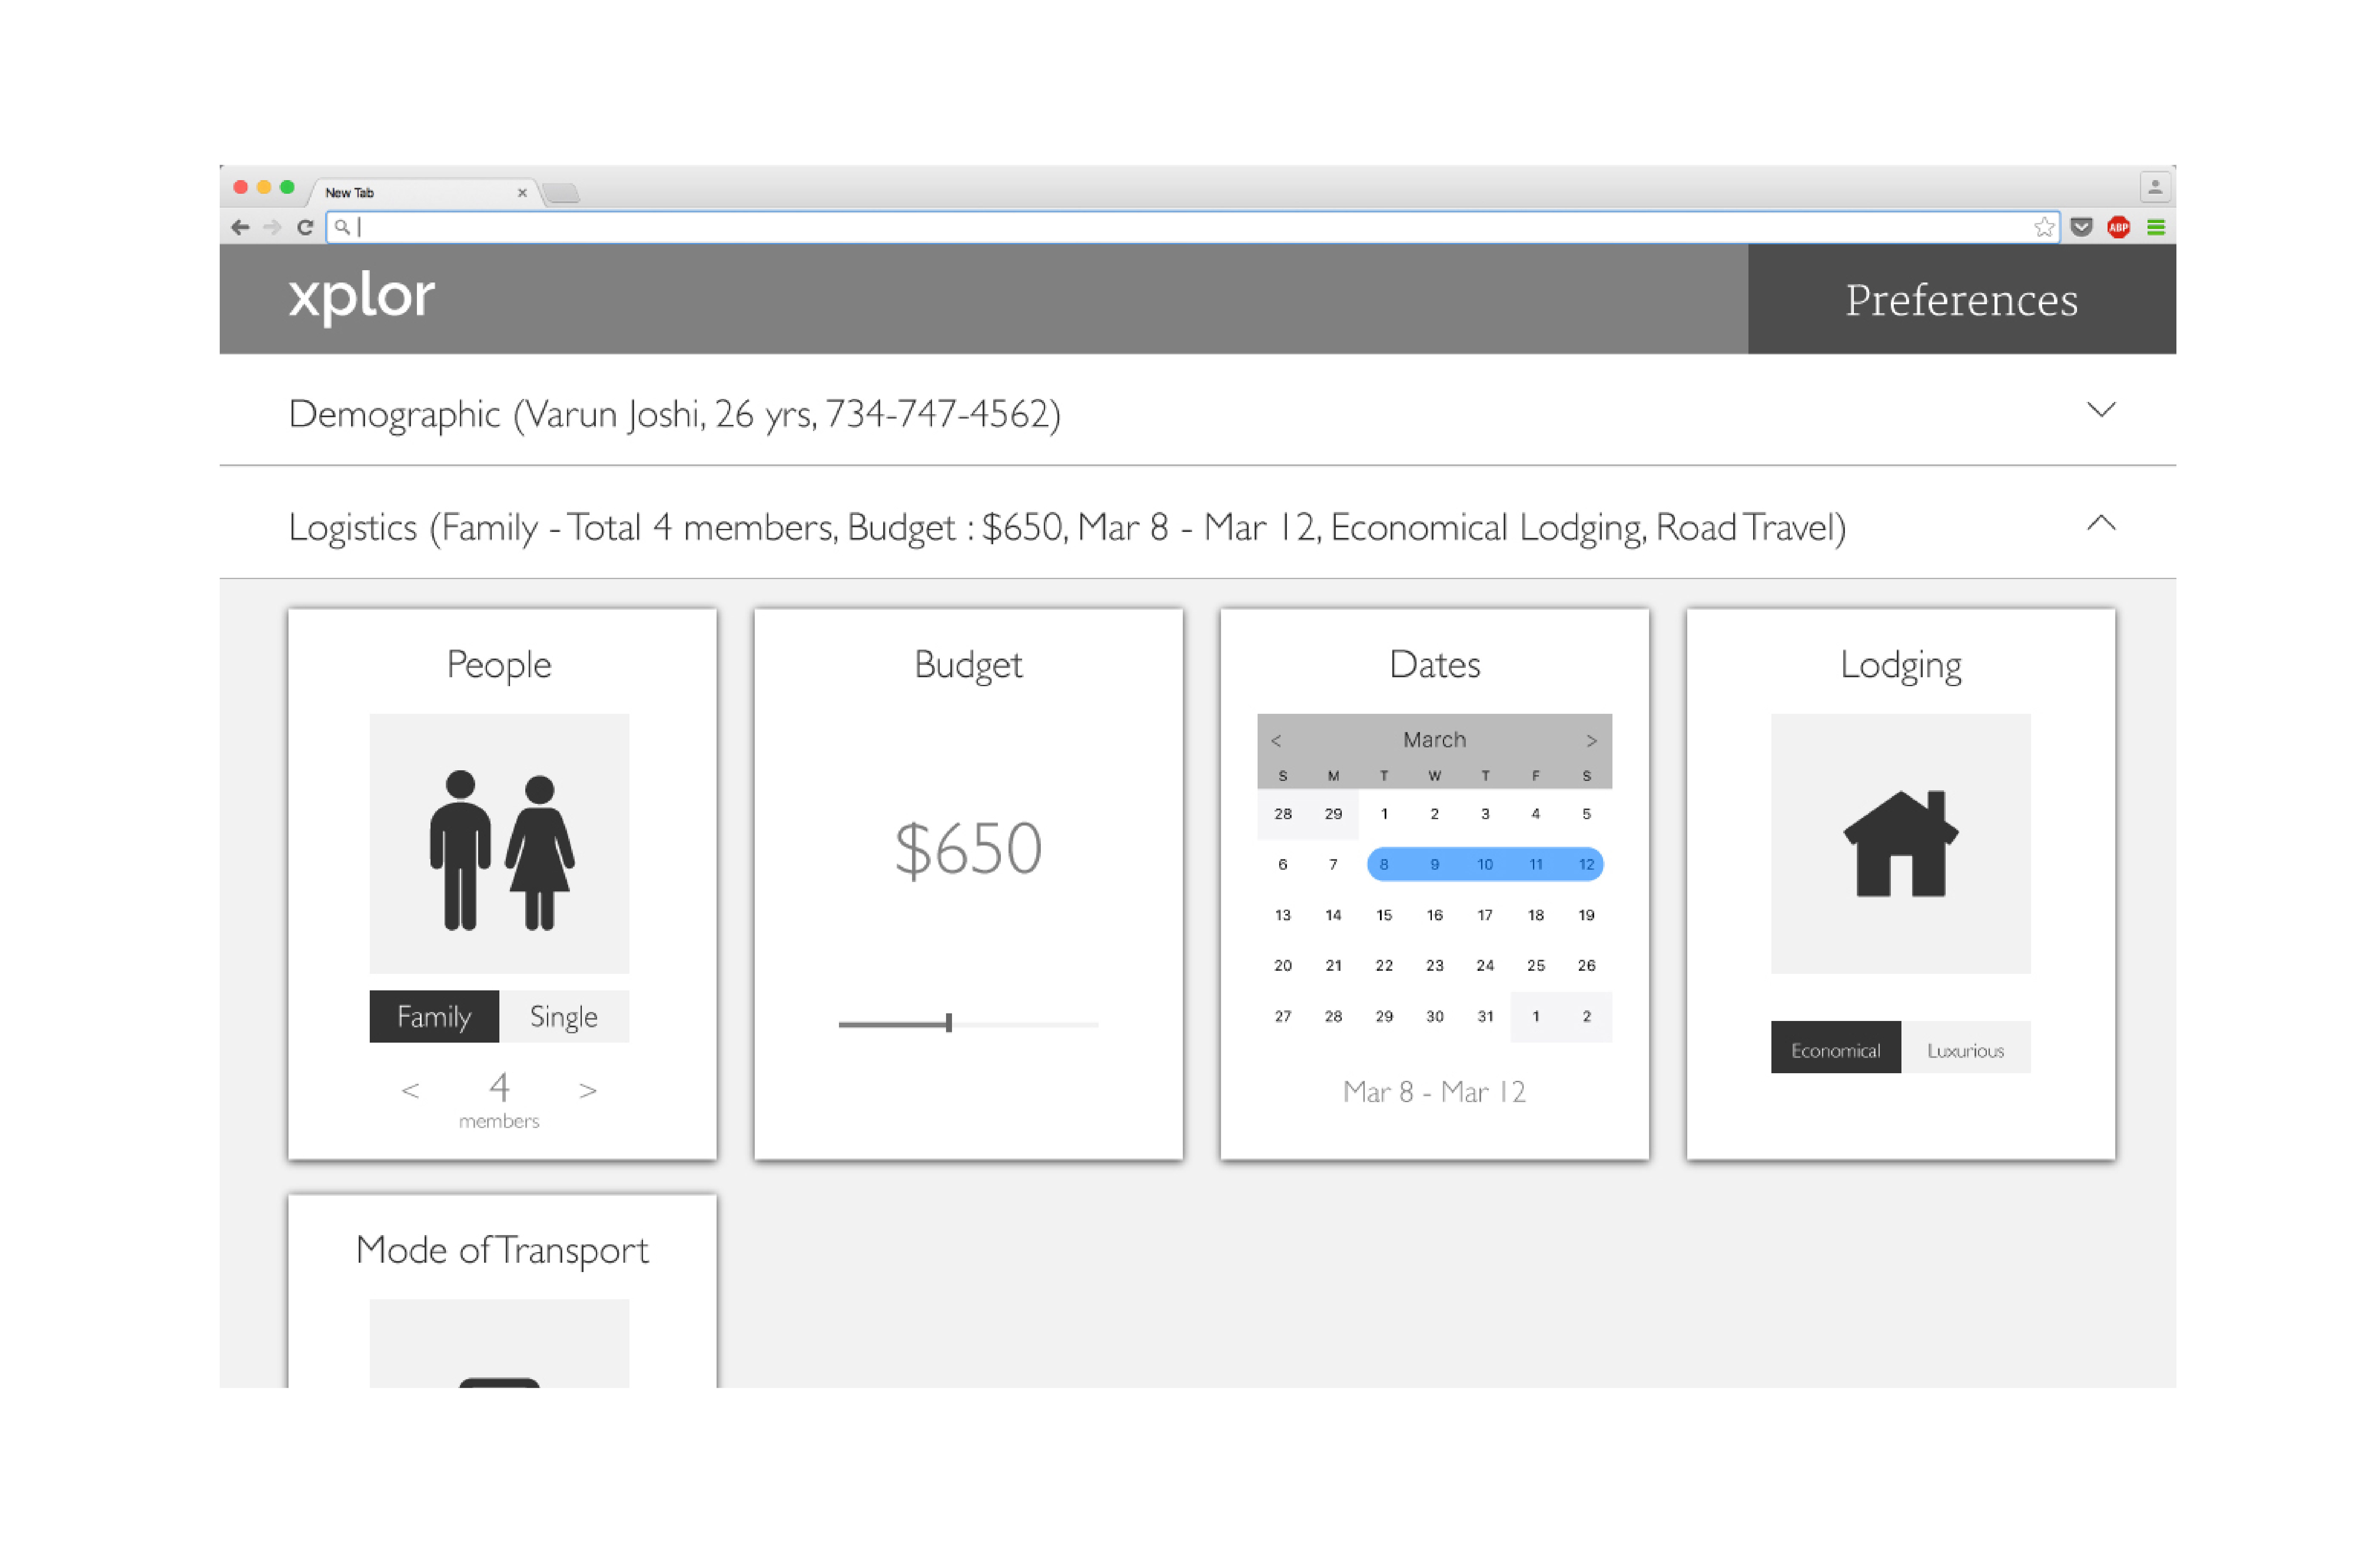 New Tab
ABP
xplor
Preferences
Demographic (Varun Joshi, 26 yrs, 734-747-4562)
Logistics (Family - Total 4 members, Budget : $650, Mar 8 - Mar 12, Economical Lodging, Road Travel)
People
Family Single
< 4 >
members
Budget
$650
Dates
< March >
S M T W T F S
28 29 1 2 3 4 5
6 7 8 9 10 11 12
13 14 15 16 17 18 19
20 21 22 23 24 25 26
27 28 29 30 31 1 2
Mar 8 - Mar 12
Lodging
Economical Luxurious
Mode of Transport